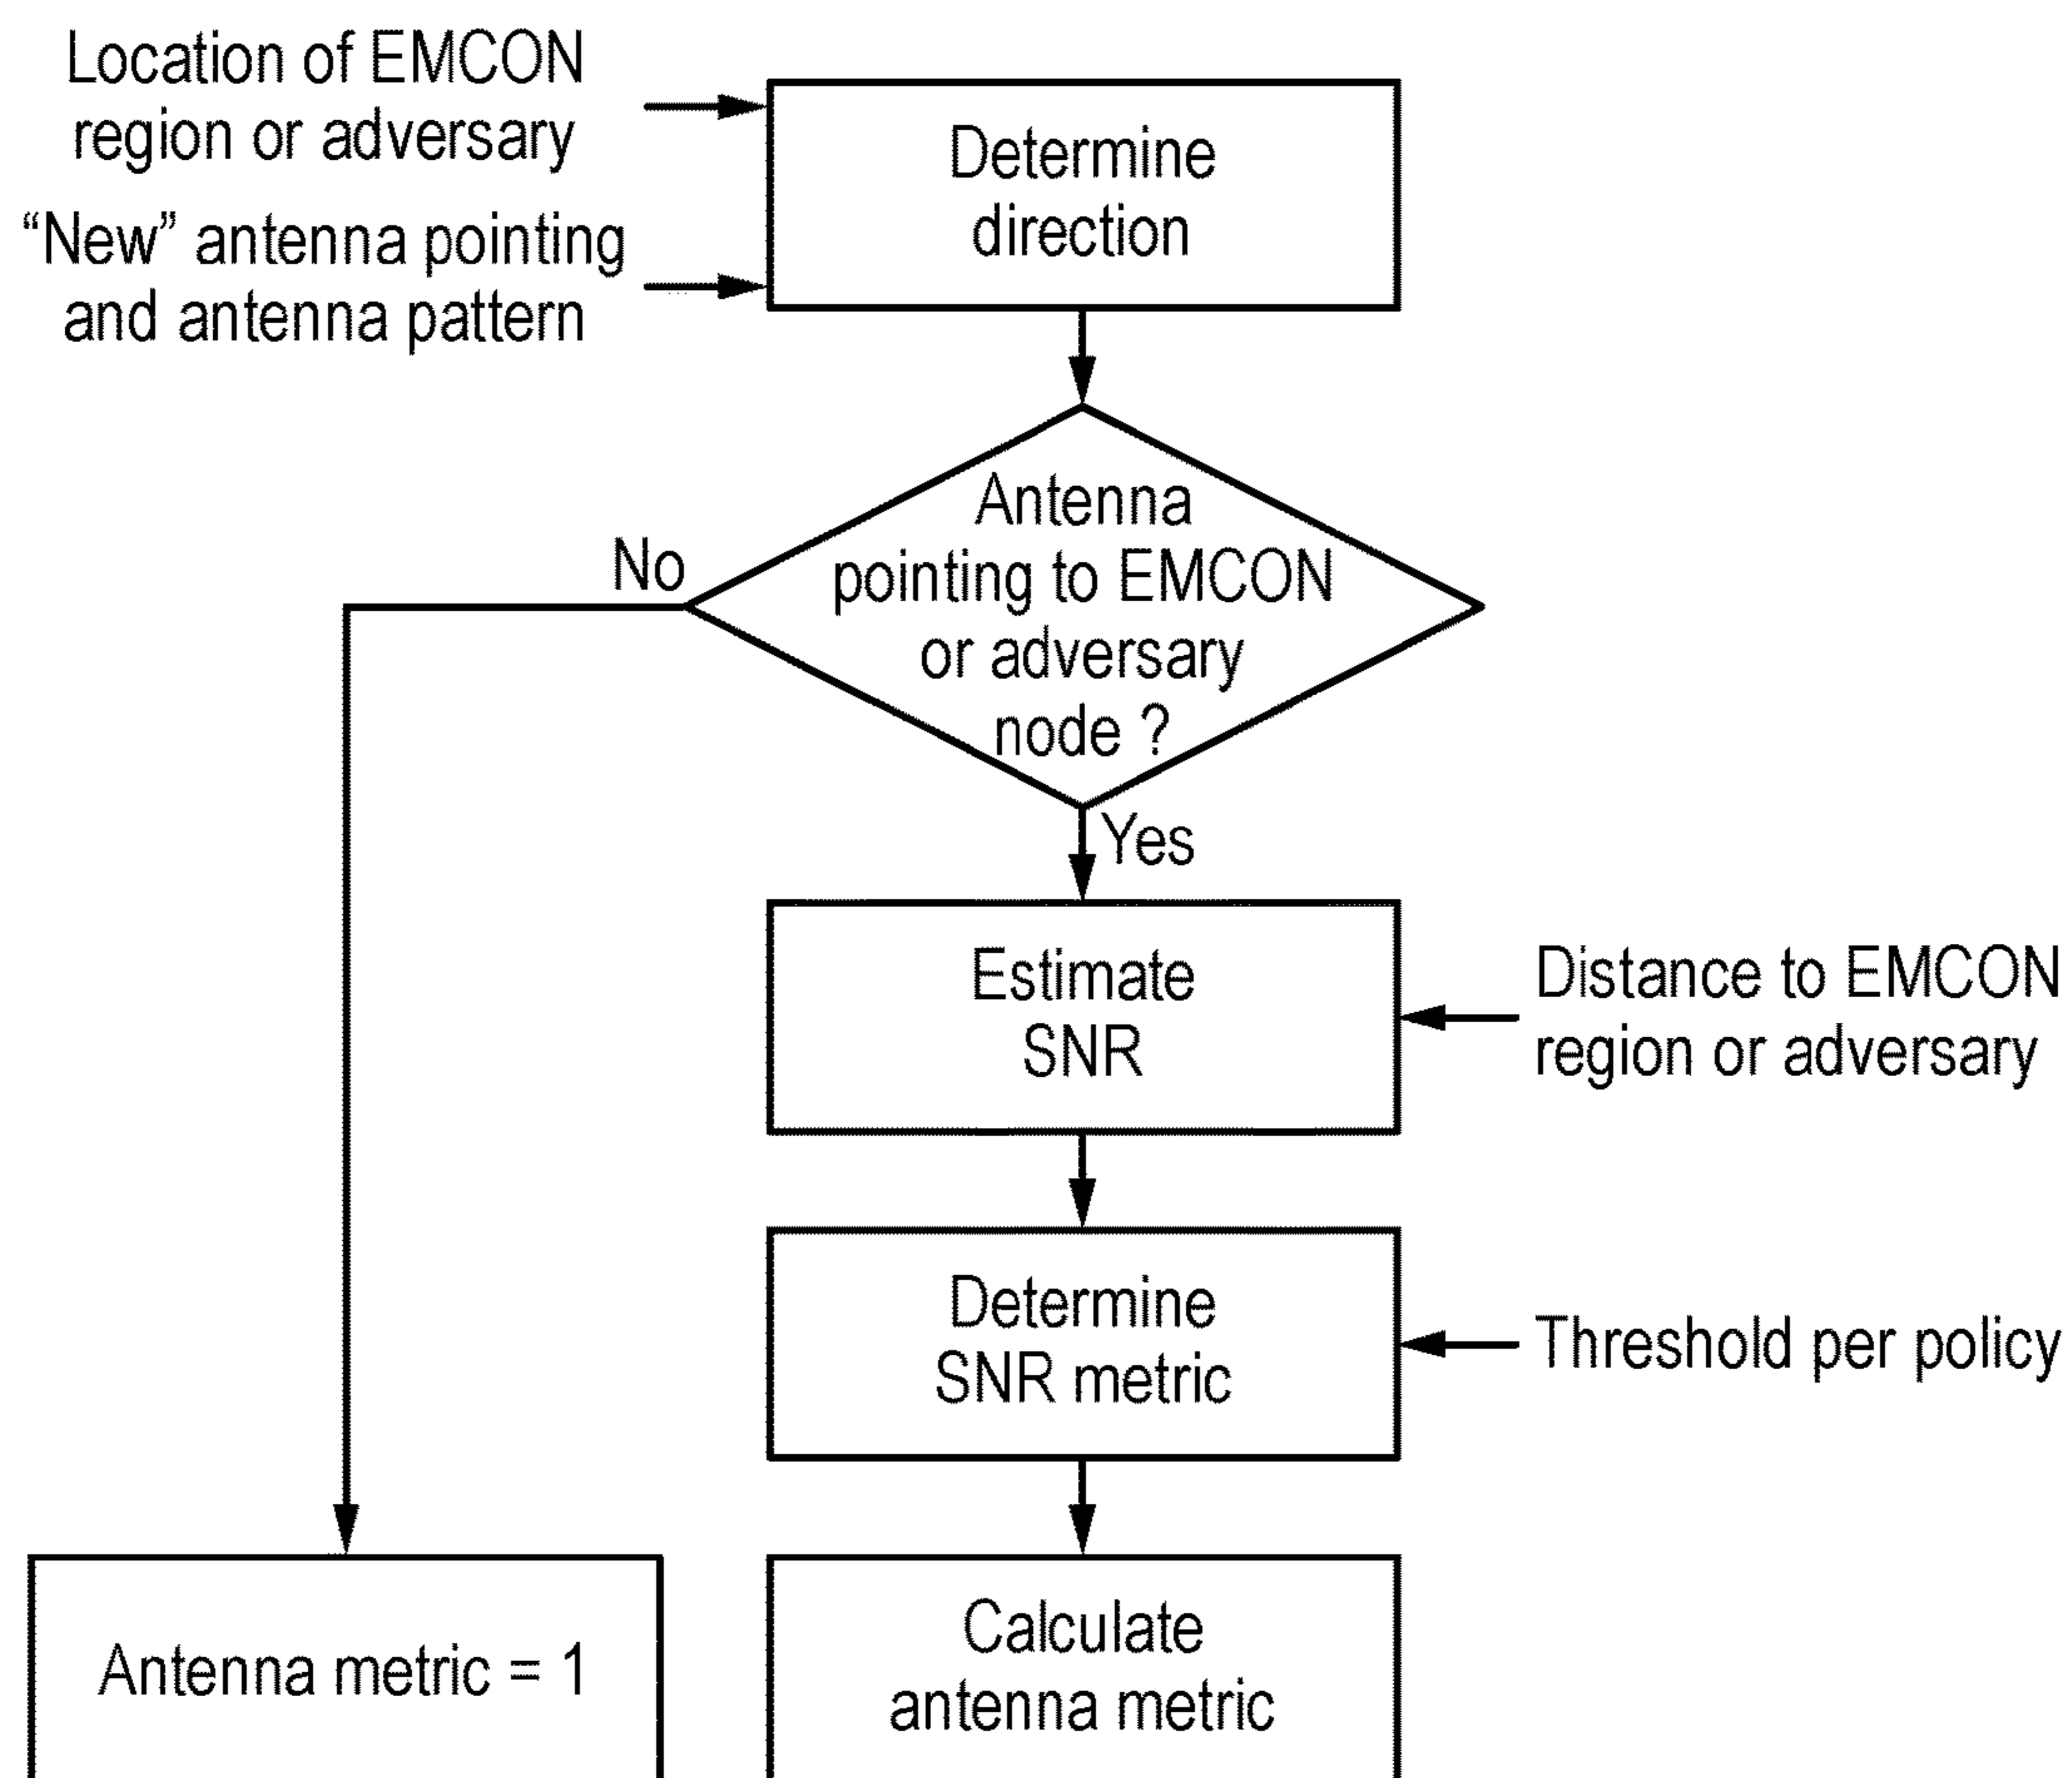 Location of EMCON
region or adversary
“New” antenna pointing
and antenna pattern
Determine
direction
Antenna
pointing to EMCON
or adversary
node ?
No
Yes
Estimate
SNR
Distance to EMCON
region or adversary
Determine
SNR metric
Threshold per policy
Antenna metric = 1
Calculate
antenna metric